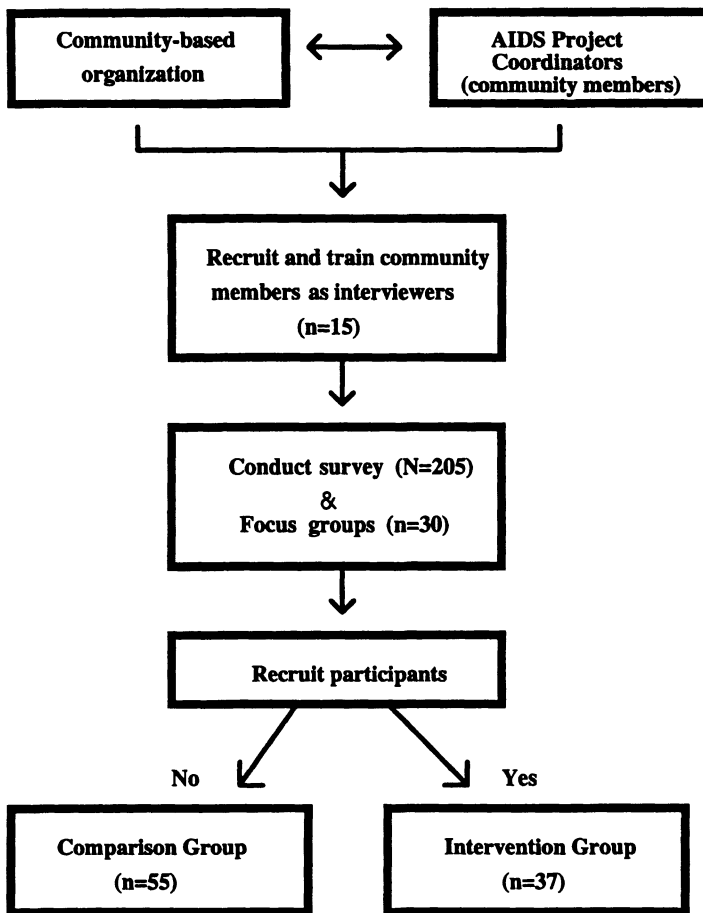 Community-based
organization
AIDS Project
Coordinators
(community members)
Recruit and train community
members as interviewers
(n=15)
Conduct survey (N=205)
&
Focus groups (n=30)
Recruit participants
No
Yes
Comparison Group
(n=55)
Intervention Group
(n=37)